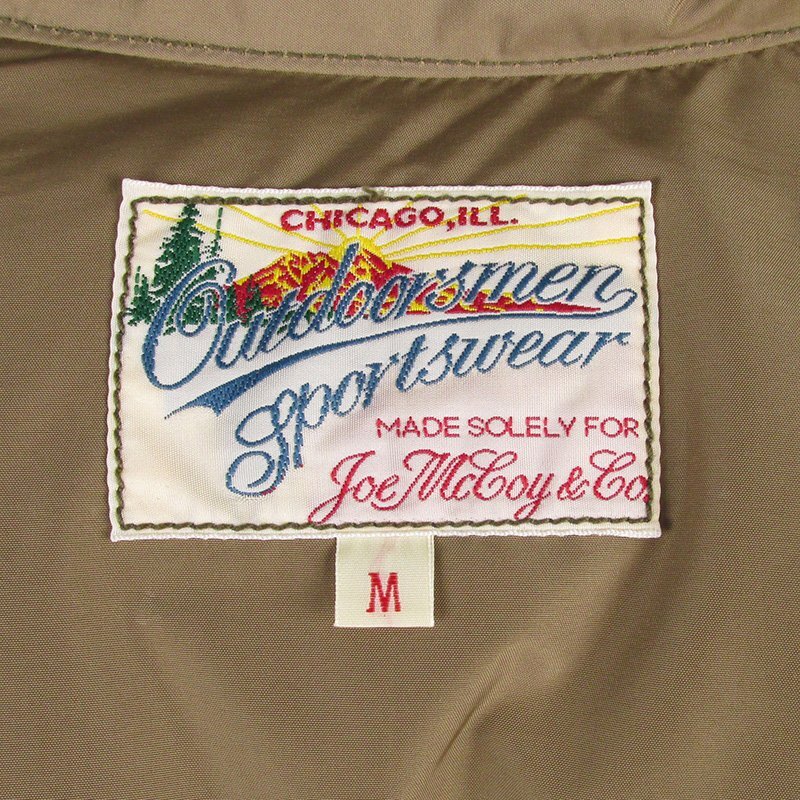 CHICAGO,ILL.
Outdoorsmen
Sportswear
MADE SOLELY FOR
Joe McCoy & Co.
M